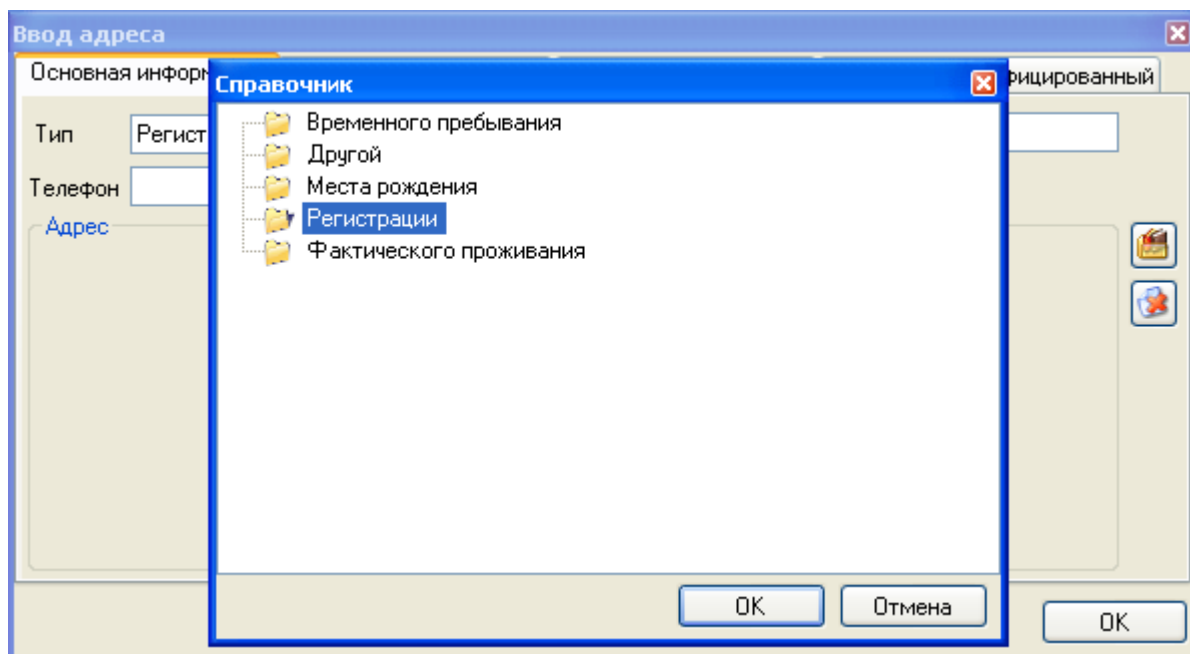 Ввод адреса
Основная информ
фицированный
Тип
Регист
Телефон
Адрес
Справочник
Временного пребывания
Другой
Места рождения
Регистрации
Фактического проживания
OK
Отмена
OK